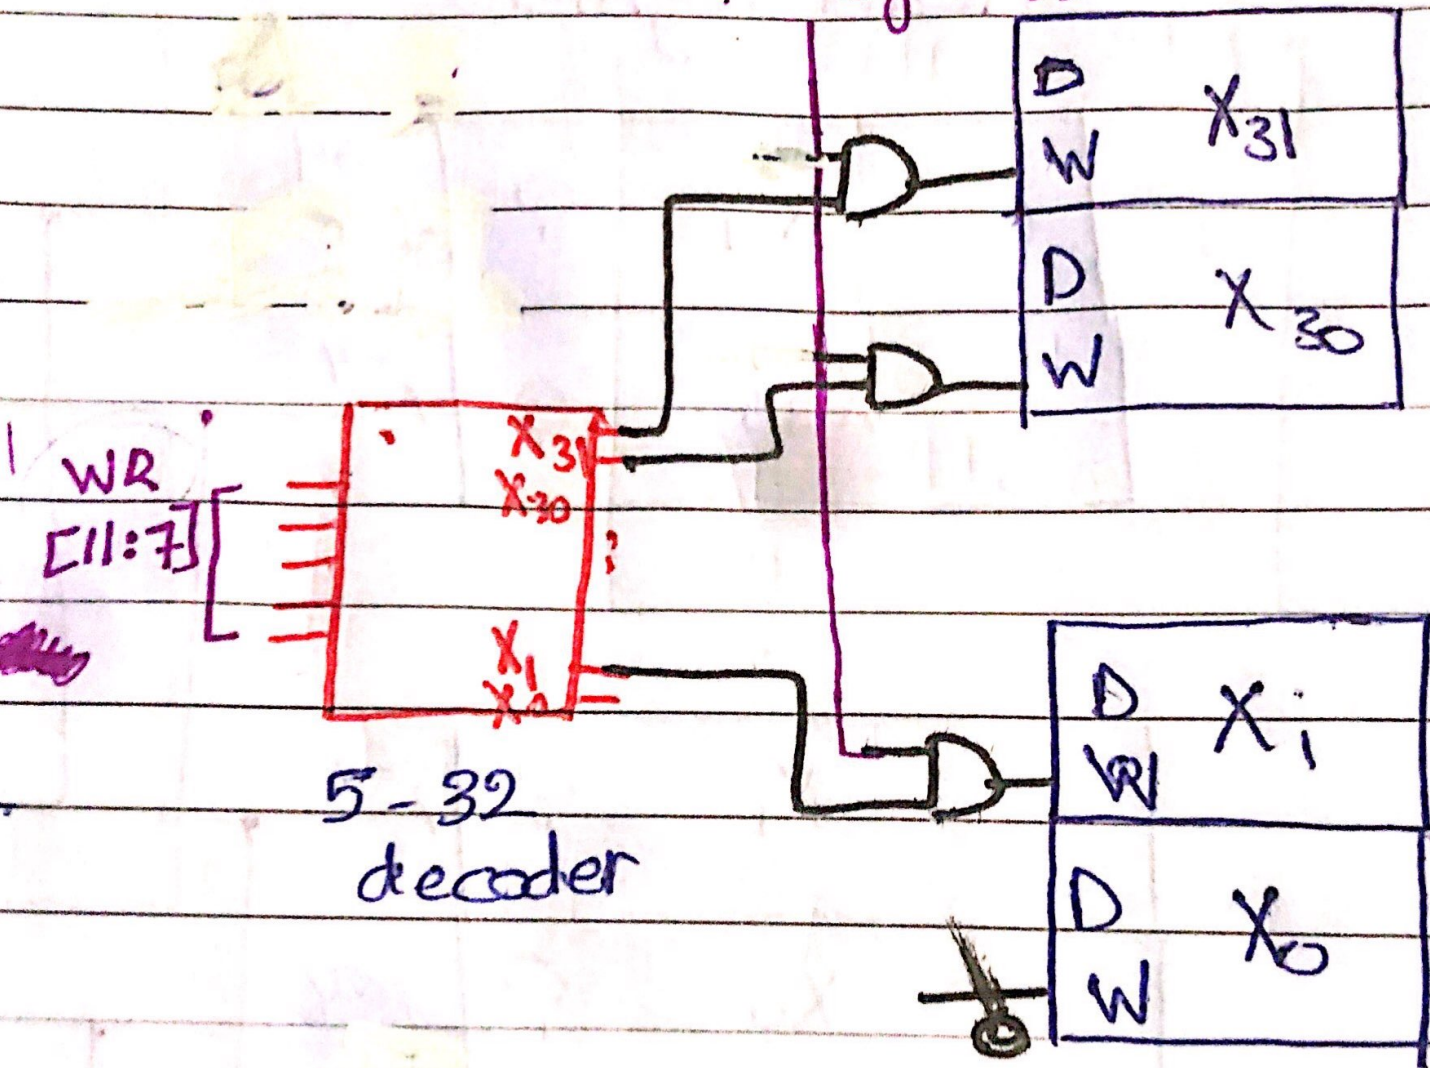 D
W X₃₁
D
W X₃₀
WR
[11:7]
X₃₁
X₃₀
X₁
X₀
5-32
decoder
D
W Xᵢ
D
W X₀